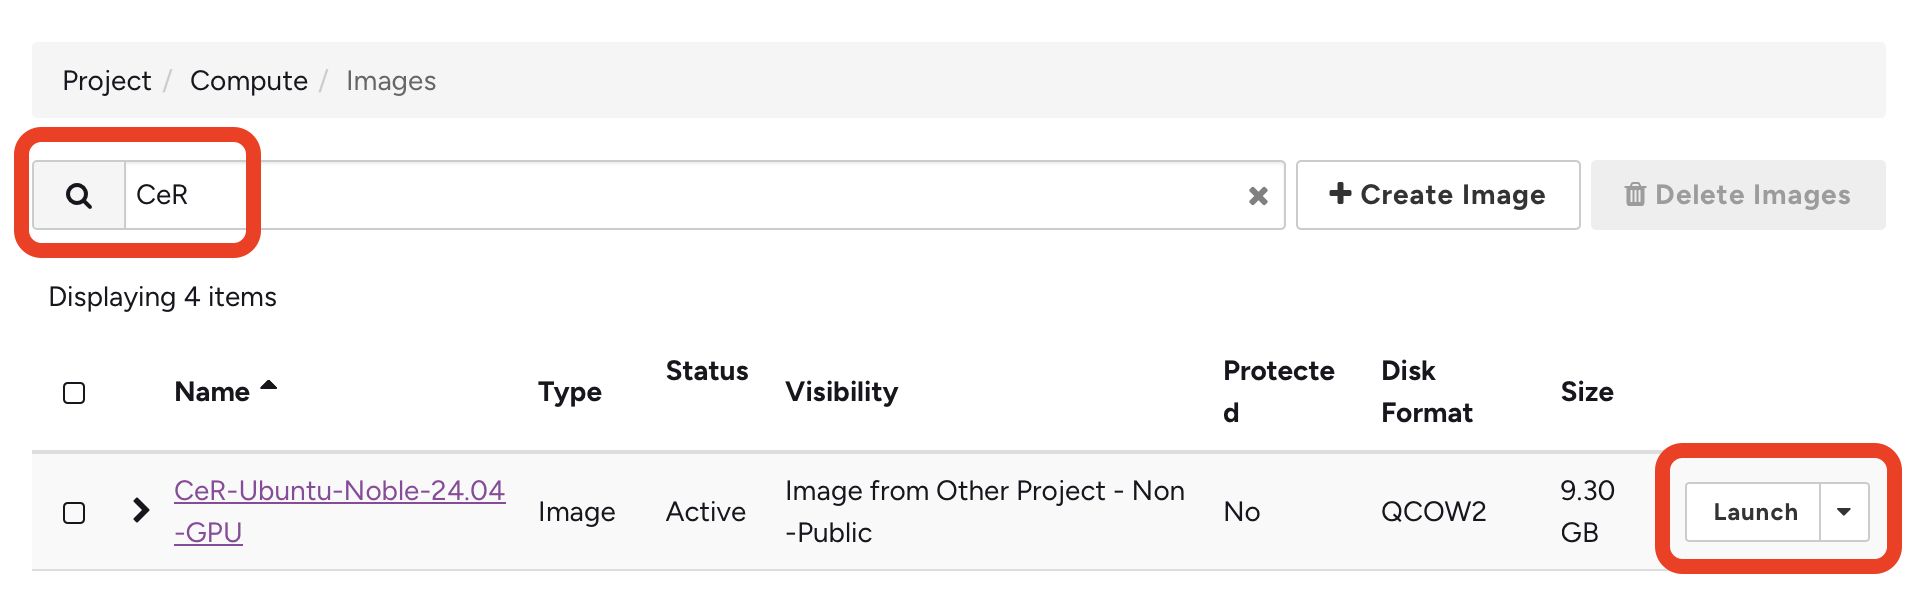 Project / Compute / Images
CeR
Create Image
Delete Images
Displaying 4 items
Name
Type
Status
Visibility
Protecte
d
Disk
Format
Size
CeR-Ubuntu-Noble-24.04
-GPU
Image
Active
Image from Other Project - Non
-Public
No
QCOW2
9.30
GB
Launch